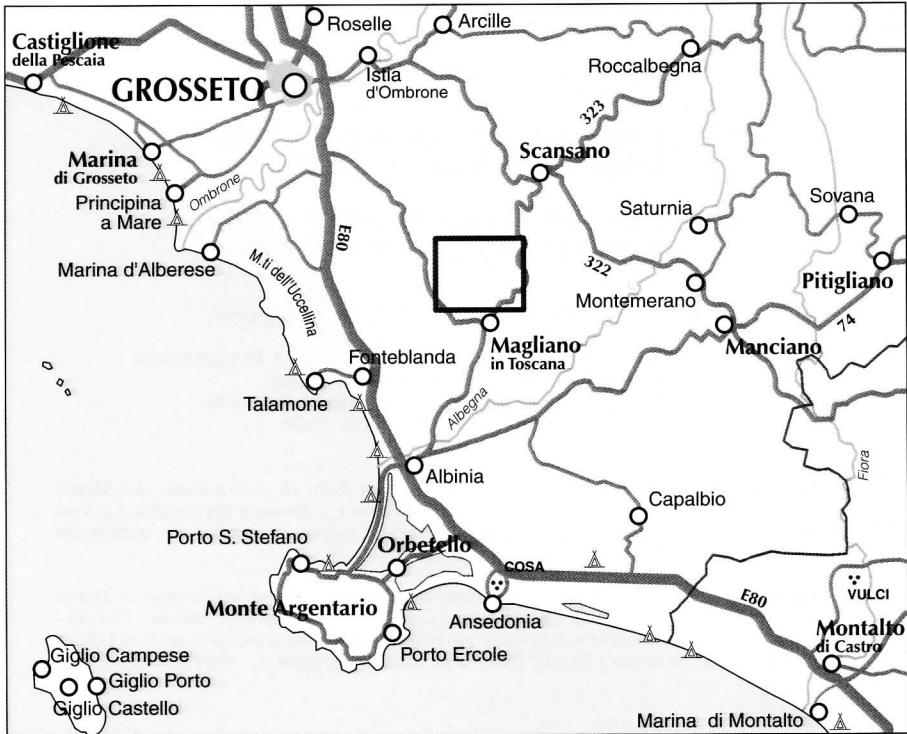 Roselle
Arcille
Castiglione
della Pescaia
GROSSETO
Istia
d'Ombrone
Roccalbegna
323
Marina
di Grosseto
Scansano
Ombrone
Principina
a Mare
Saturnia
Sovana
E80
Marina d'Alberese
M.ti dell'Uccellina
322
Montemerano
Pitigliano
74
Magliano
in Toscana
Manciano
Fonteblanda
Talamone
Albegna
Albinia
Fiora
Capalbio
Porto S. Stefano
Orbetello
COSA
Monte Argentario
Ansedonia
E80
VULCI
Porto Ercole
Montalto
di Castro
Giglio Campese
Giglio Porto
Giglio Castello
Marina di Montalto